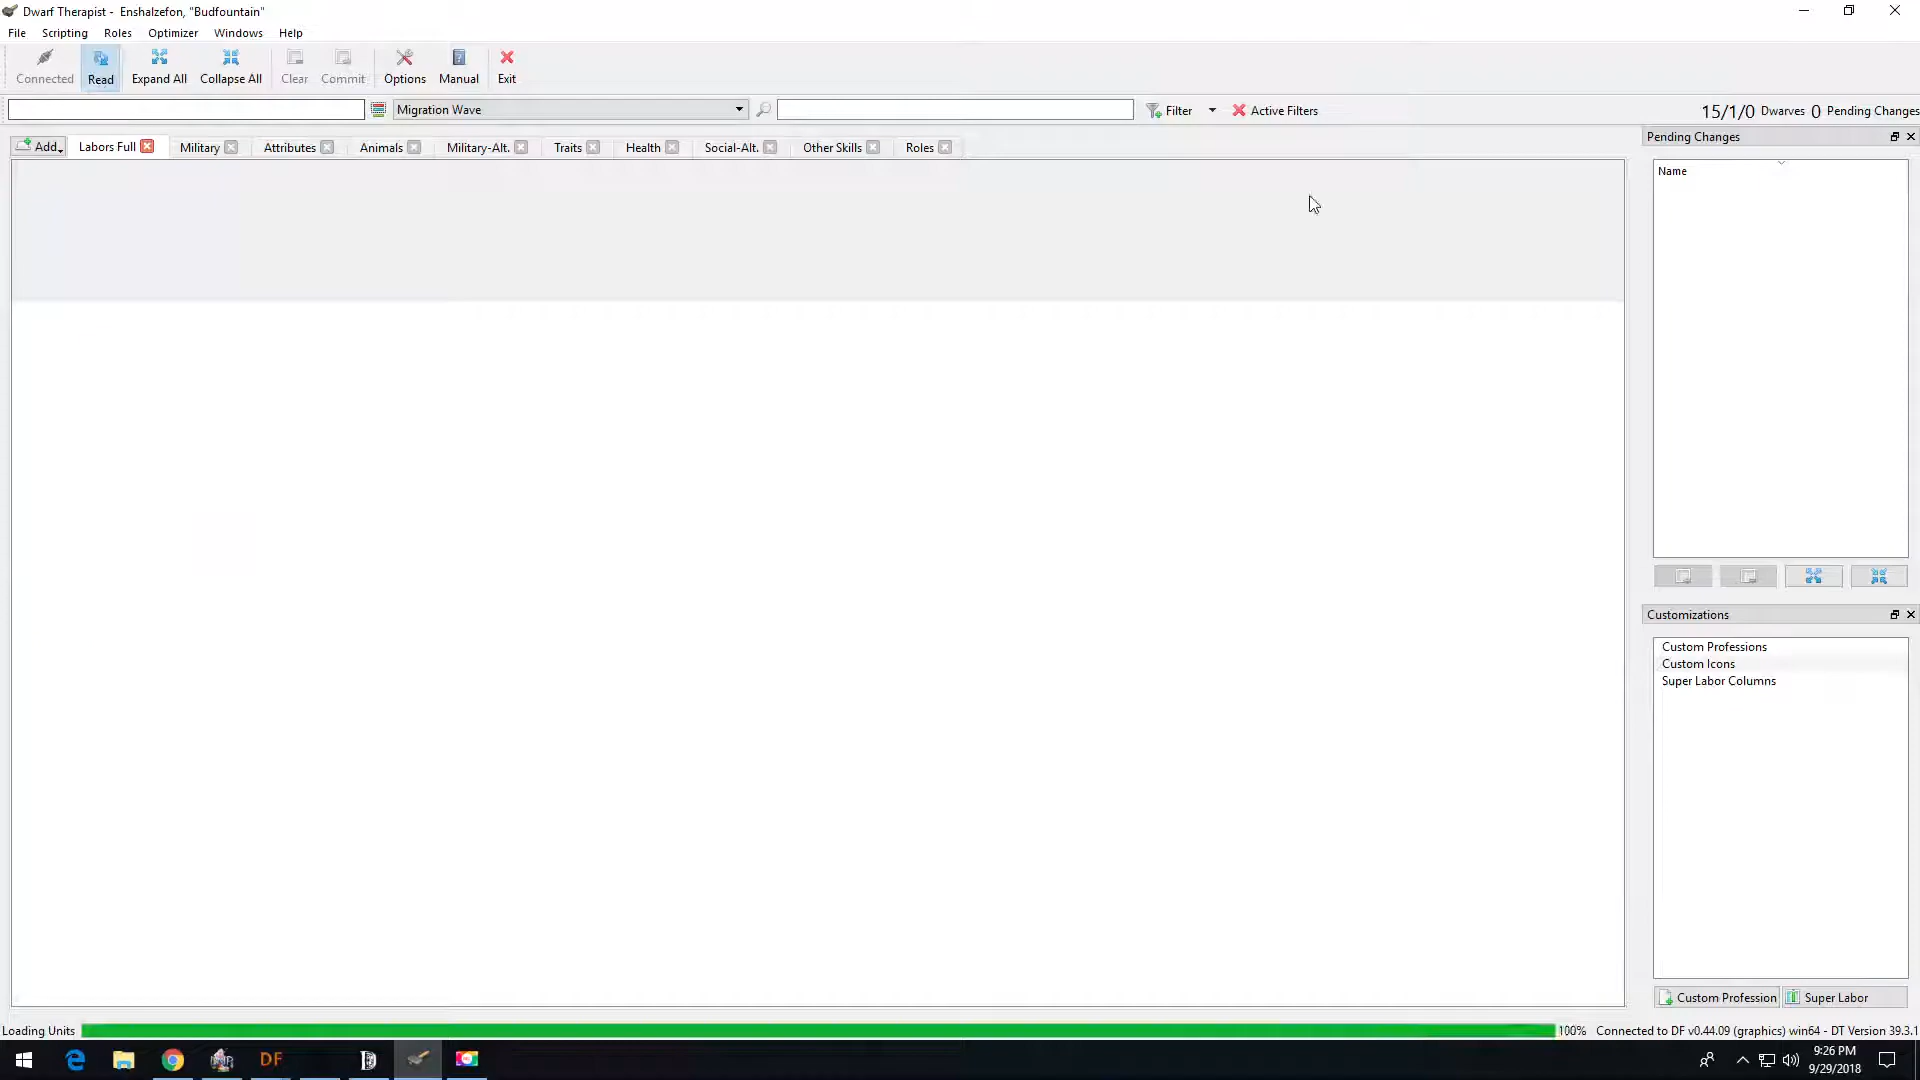 Dwarf Therapist - Enshalzefon, "Budfountain"
File Scripting Roles Optimizer Windows Help
Connected Read Expand All Collapse All Clear Commit Options Manual Exit
Migration Wave Filter Active Filters 15/1/0 Dwarves 0 Pending Changes
Add Labors Full Military Attributes Animals Military-Alt. Traits Health Social-Alt. Other Skills Roles
Pending Changes
Name
Customizations
Custom Professions
Custom Icons
Super Labor Columns
Custom Profession Super Labor
Loading Units 100% Connected to DF v0.44.09 (graphics) win64 - DT Version 39.3.1
DF
9:26 PM
9/29/2018